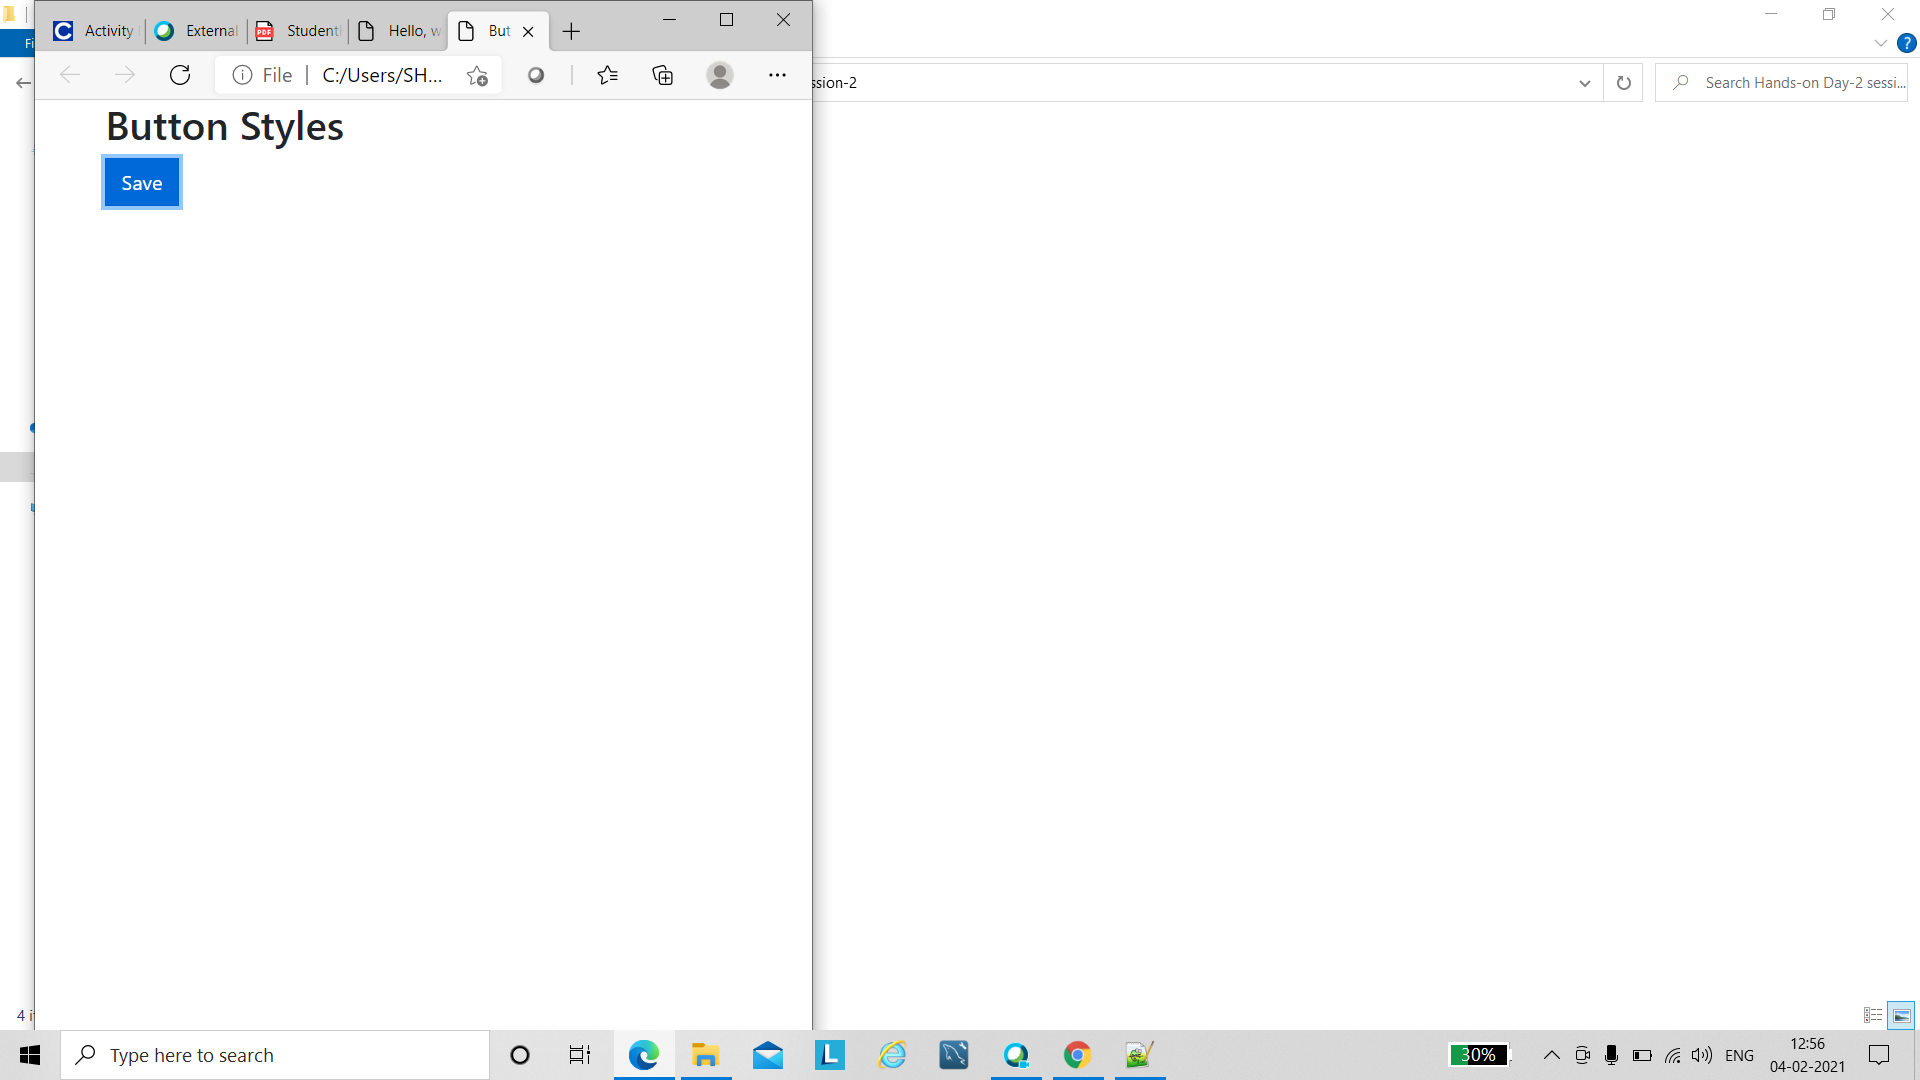 Activity
External
Student
Hello, w
But
Fi
File
C:/Users/SH...
ssion-2
Search Hands-on Day-2 sessi...
Button Styles
Save
4 i
Type here to search
30%
ENG
12:56
04-02-2021